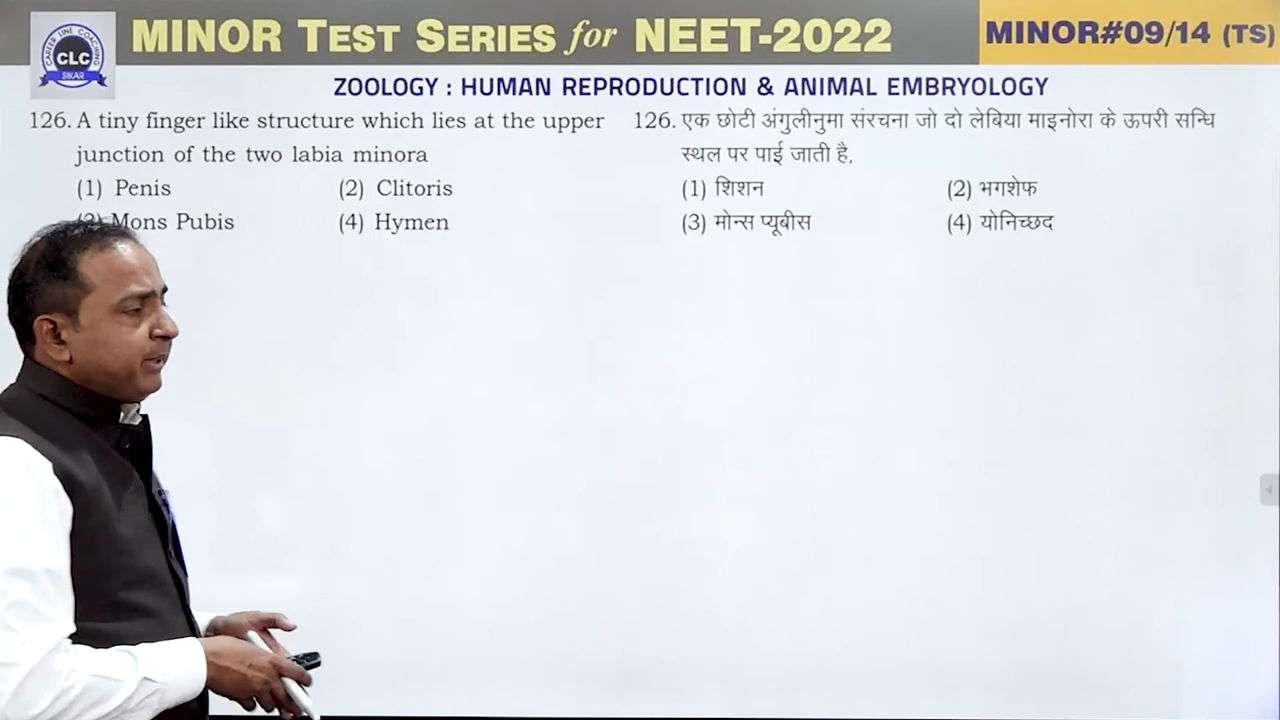 CAREER LINE COACHING
CLC
SIKAR
MINOR TEST SERIES for NEET-2022
MINOR#09/14 (TS)
ZOOLOGY : HUMAN REPRODUCTION & ANIMAL EMBRYOLOGY
126. A tiny finger like structure which lies at the upper
junction of the two labia minora
(1) Penis (2) Clitoris
(3) Mons Pubis (4) Hymen
126. एक छोटी अंगुलीनुमा संरचना जो दो लेबिया माइनोरा के ऊपरी सन्धि
स्थल पर पाई जाती है,
(1) शिशन (2) भगशेफ
(3) मोन्स प्यूबीस (4) योनिच्छद